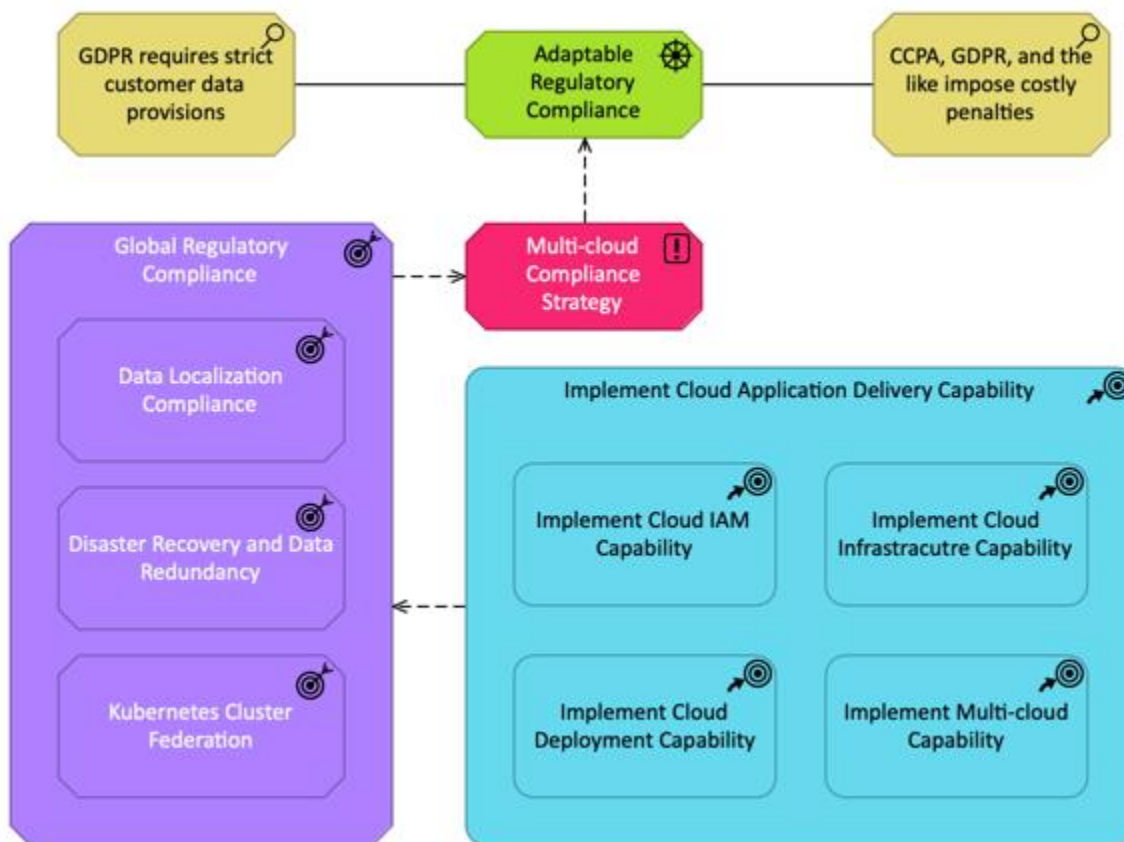 GDPR requires strict
customer data
provisions
Adaptable
Regulatory
Compliance
CCPA, GDPR, and the
like impose costly
penalties
Global Regulatory
Compliance
Multi-cloud
Compliance
Strategy
Data Localization
Compliance
Disaster Recovery and Data
Redundancy
Kubernetes Cluster
Federation
Implement Cloud Application Delivery Capability
Implement Cloud IAM
Capability
Implement Cloud
Infrastracutre Capability
Implement Cloud
Deployment Capability
Implement Multi-cloud
Capability